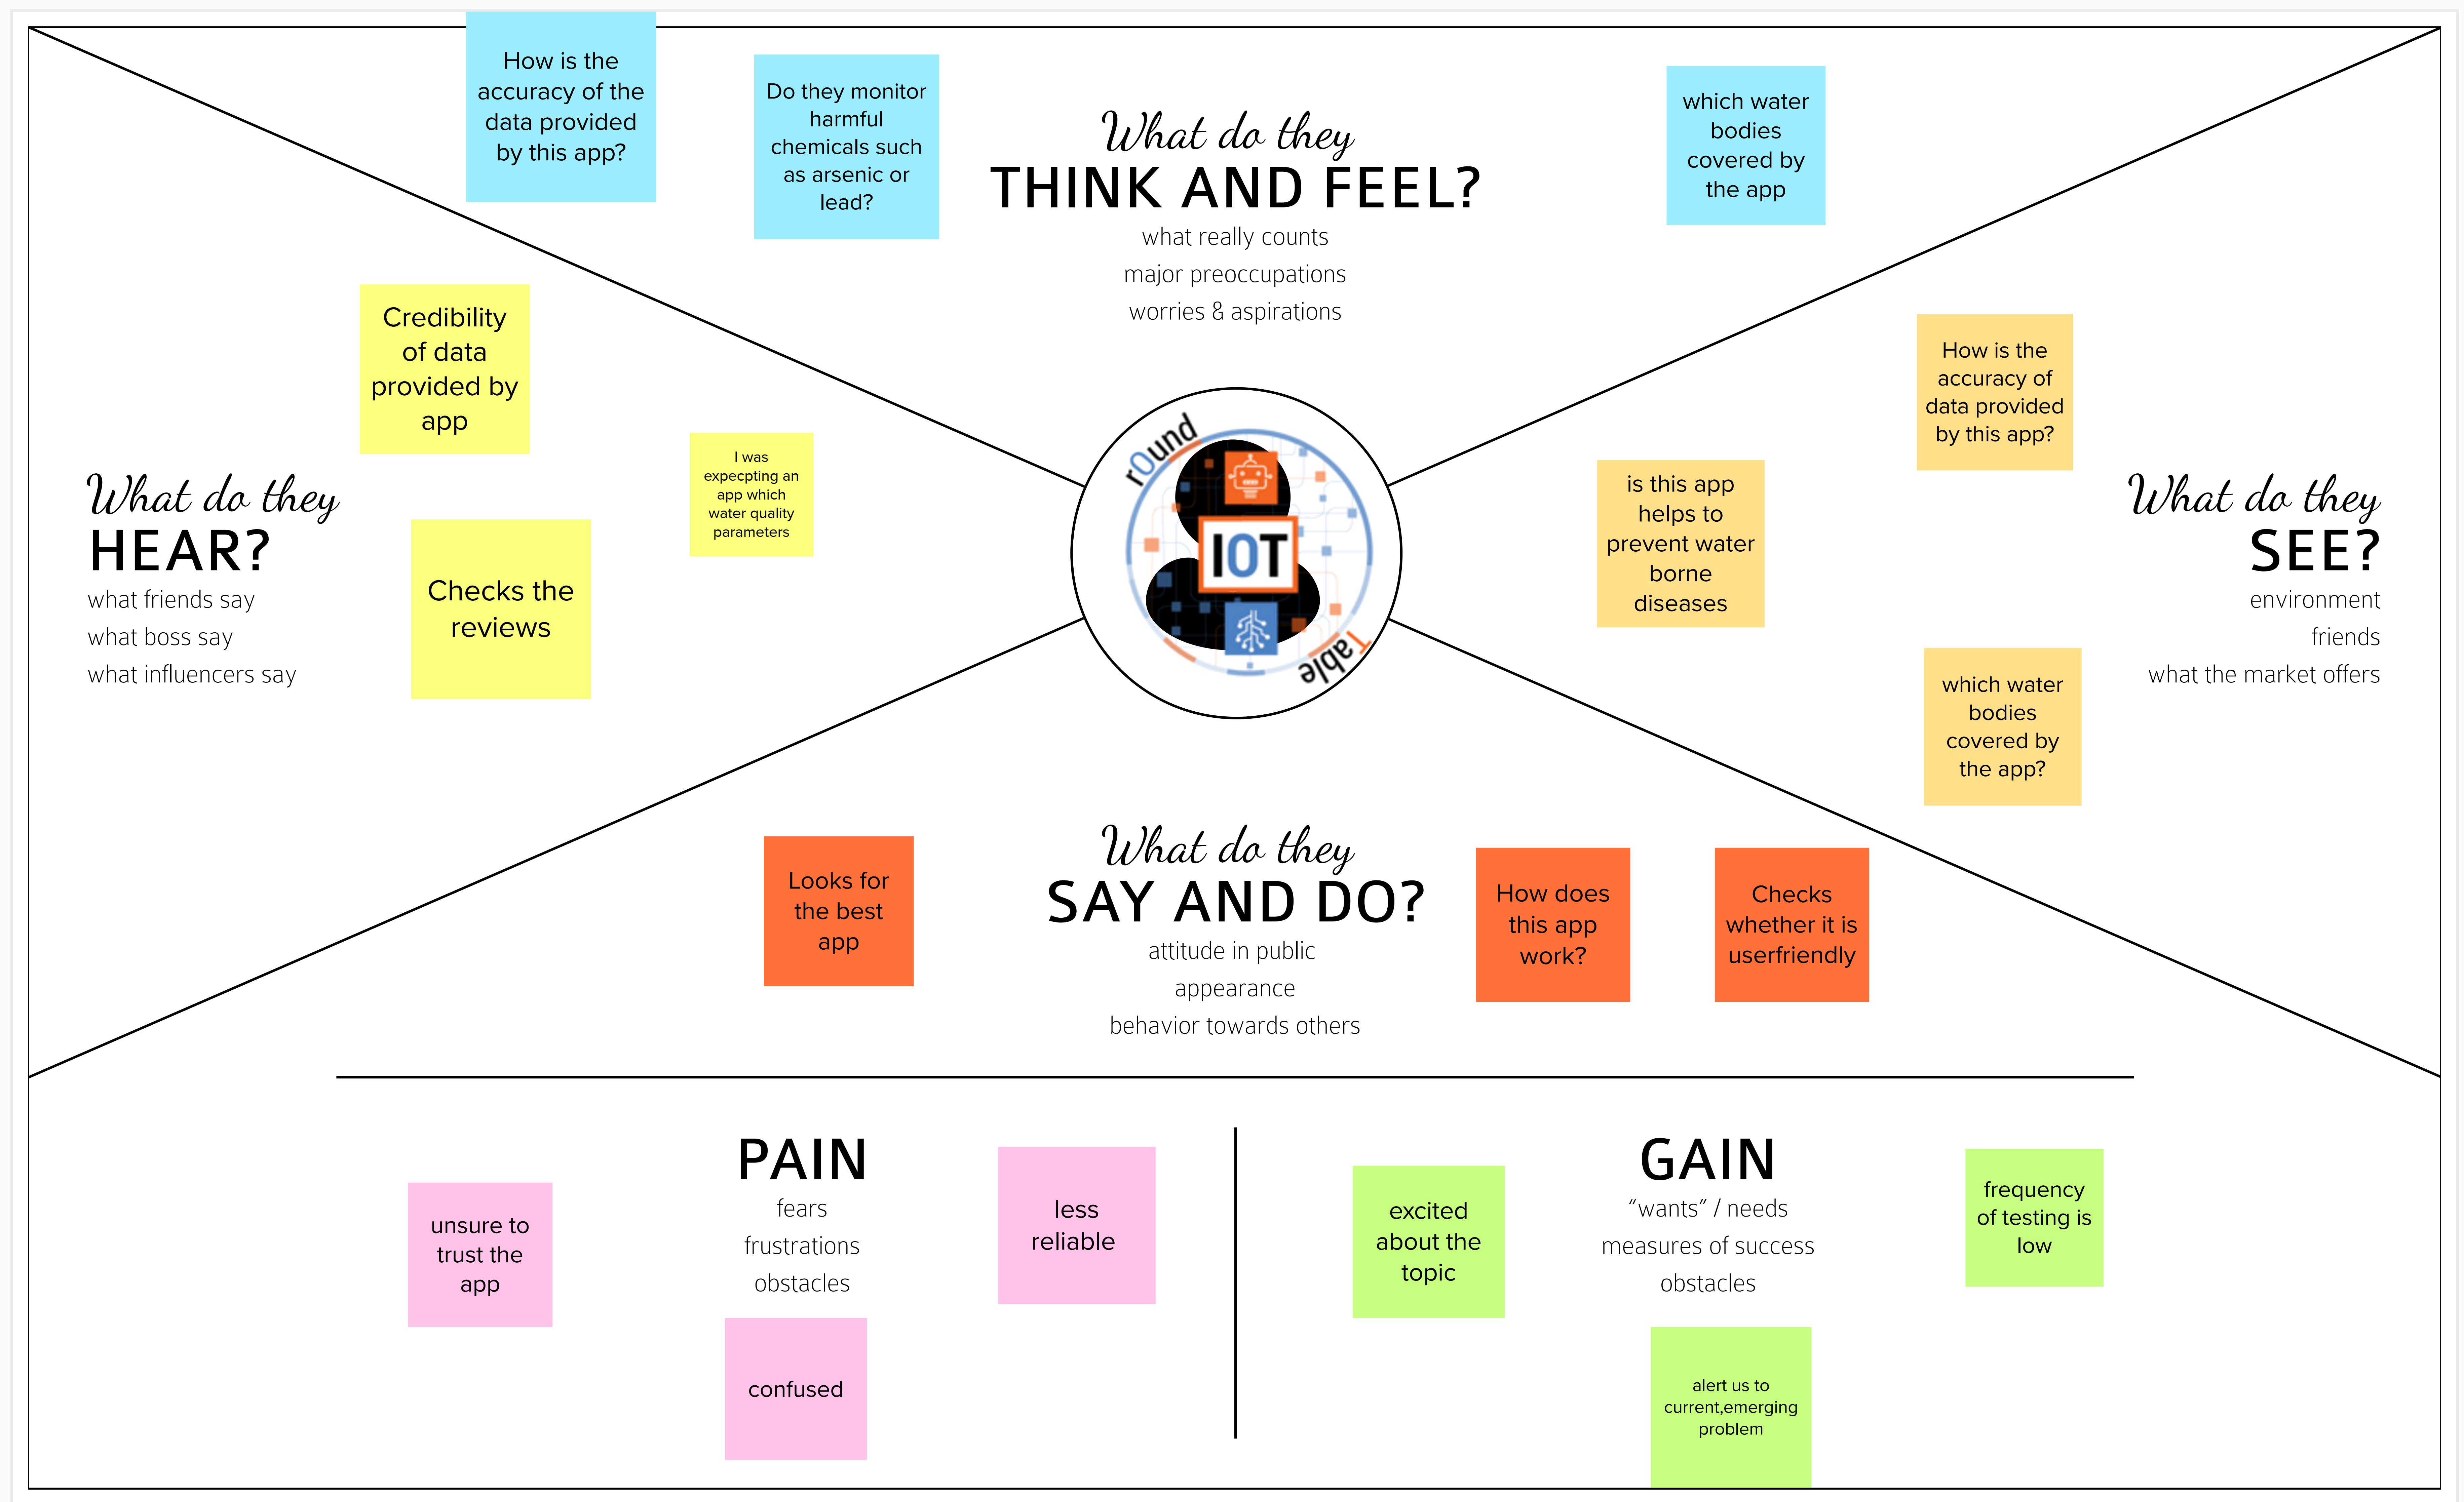 How is the
accuracy of the
data provided
by this app?
Do they monitor
harmful
chemicals such
as arsenic or
lead?
What do they
THINK AND FEEL?
what really counts
major preoccupations
worries & aspirations
which water
bodies
covered by
the app
Credibility
of data
provided by
app
I was
expecpting an
app which
water quality
parameters
What do they
HEAR?
what friends say
what boss say
what influencers say
Checks the
reviews
rOund
IOT
Table
is this app
helps to
prevent water
borne
diseases
How is the
accuracy of
data provided
by this app?
What do they
SEE?
environment
friends
what the market offers
which water
bodies
covered by
the app?
Looks for
the best
app
What do they
SAY AND DO?
attitude in public
appearance
behavior towards others
How does
this app
work?
Checks
whether it is
userfriendly
PAIN
fears
frustrations
obstacles
unsure to
trust the
app
less
reliable
confused
GAIN
“wants” / needs
measures of success
obstacles
excited
about the
topic
frequency
of testing is
low
alert us to
current,emerging
problem